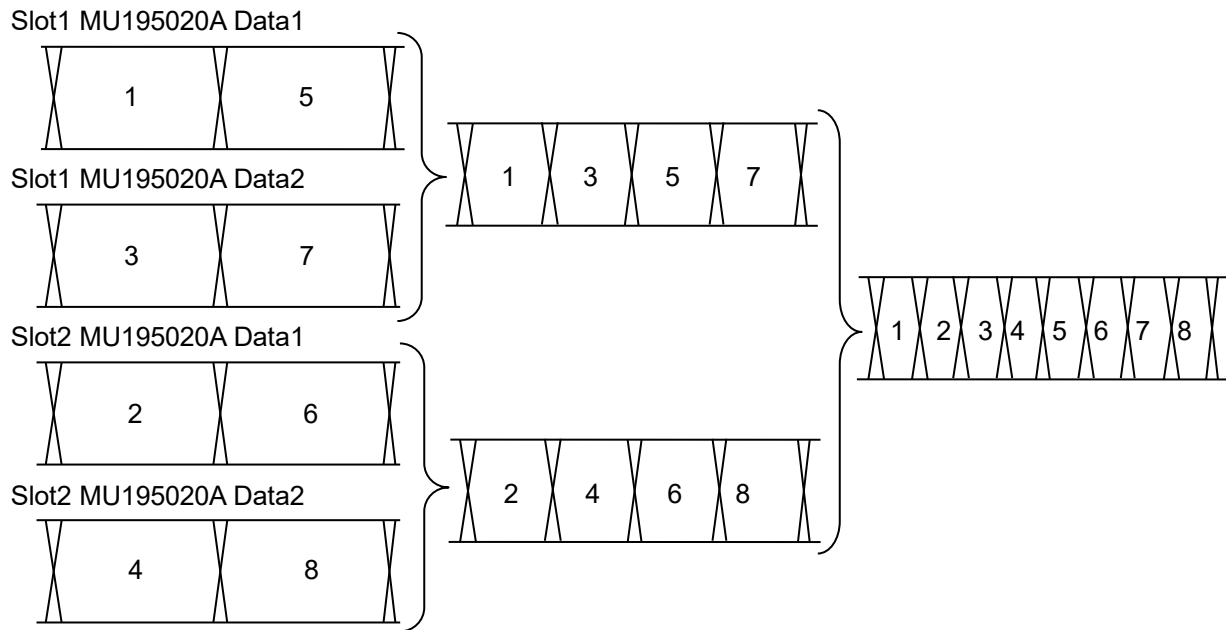 Slot1 MU195020A Data1
1 5
Slot1 MU195020A Data2
3 7
Slot2 MU195020A Data1
2 6
Slot2 MU195020A Data2
4 8
1 3 5 7
2 4 6 8
1 2 3 4 5 6 7 8